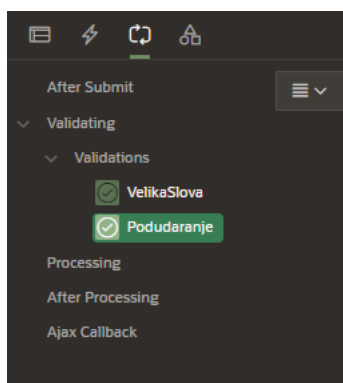 After Submit
Validating
Validations
VelikaSlova
Podudaranje
Processing
After Processing
Ajax Callback